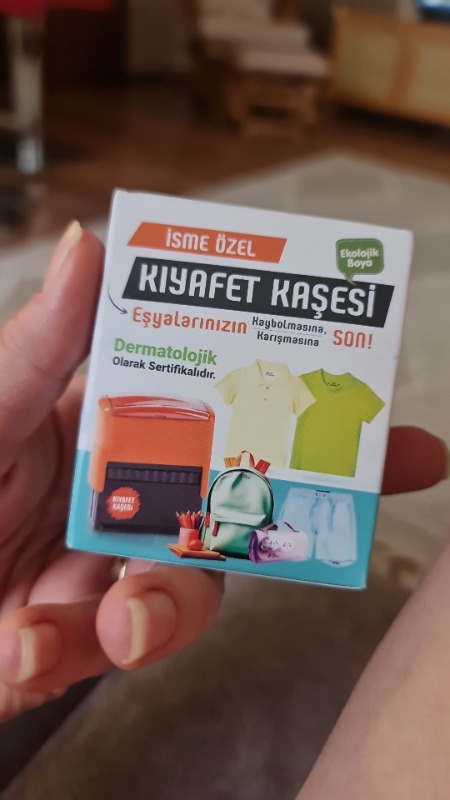 İSME ÖZEL
Ekolojik
Boya
KIYAFET KAŞESİ
Eşyalarınızın Kaybolmasına, Karışmasına SON!
Dermatolojik
Olarak Sertifikalıdır.
KIYAFET
KAŞESİ